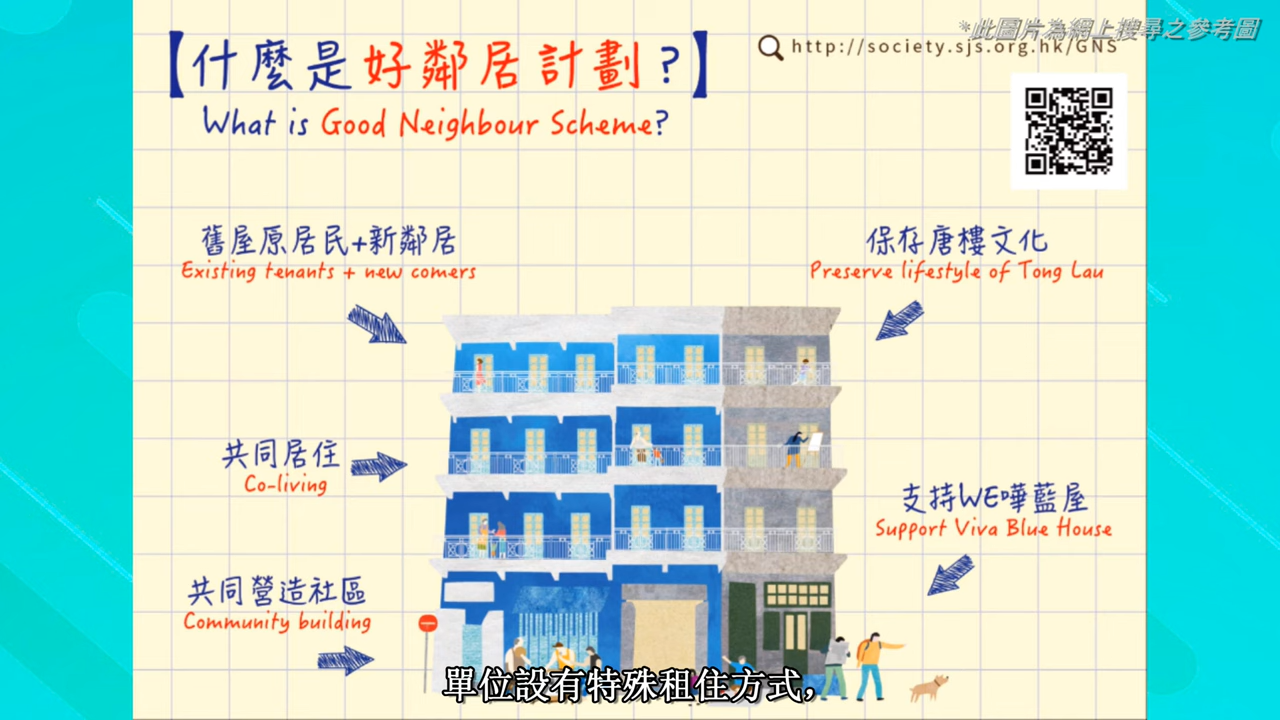 *此圖片為網上搜尋之參考圖
【什麼是好鄰居計劃？】
http://society.sjs.org.hk/GNS
What is Good Neighbour Scheme?
舊屋原居民+新鄰居
Existing tenants + new comers
保存唐樓文化
Preserve lifestyle of Tong Lau
共同居住
Co-living
支持WE嘩藍屋
Support Viva Blue House
共同營造社區
Community building
單位設有特殊租住方式，